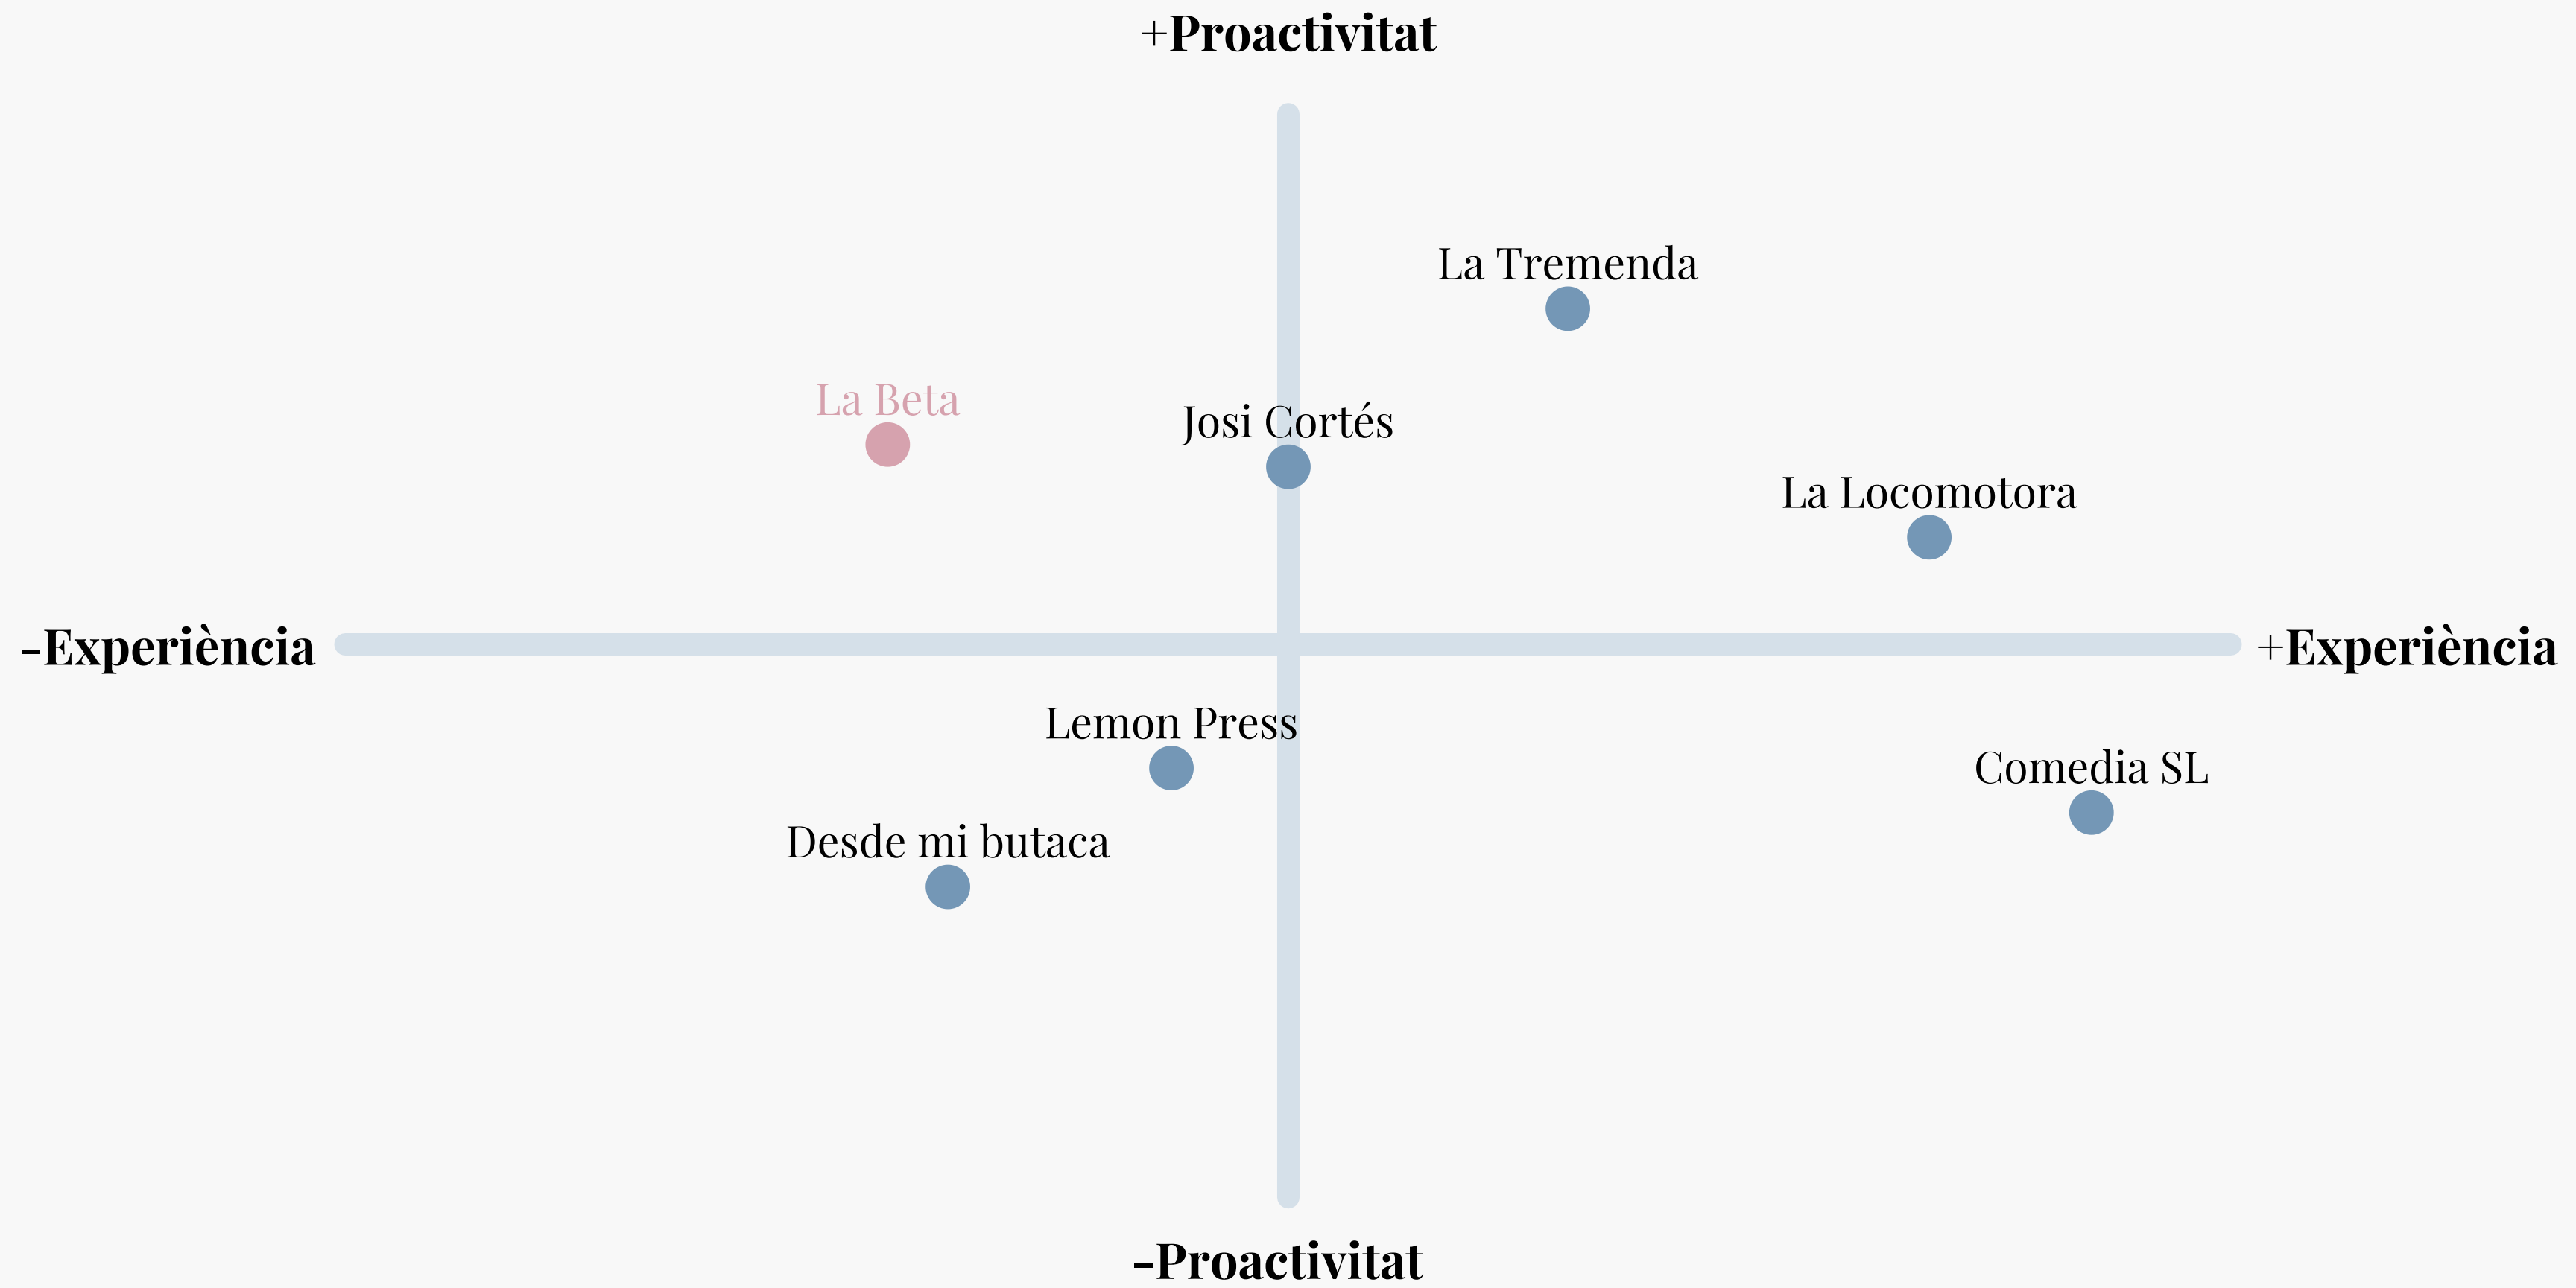 +Proactivitat
La Tremenda
La Beta
Josi Cortés
La Locomotora
-Experiència
+Experiència
Lemon Press
Comedia SL
Desde mi butaca
-Proactivitat